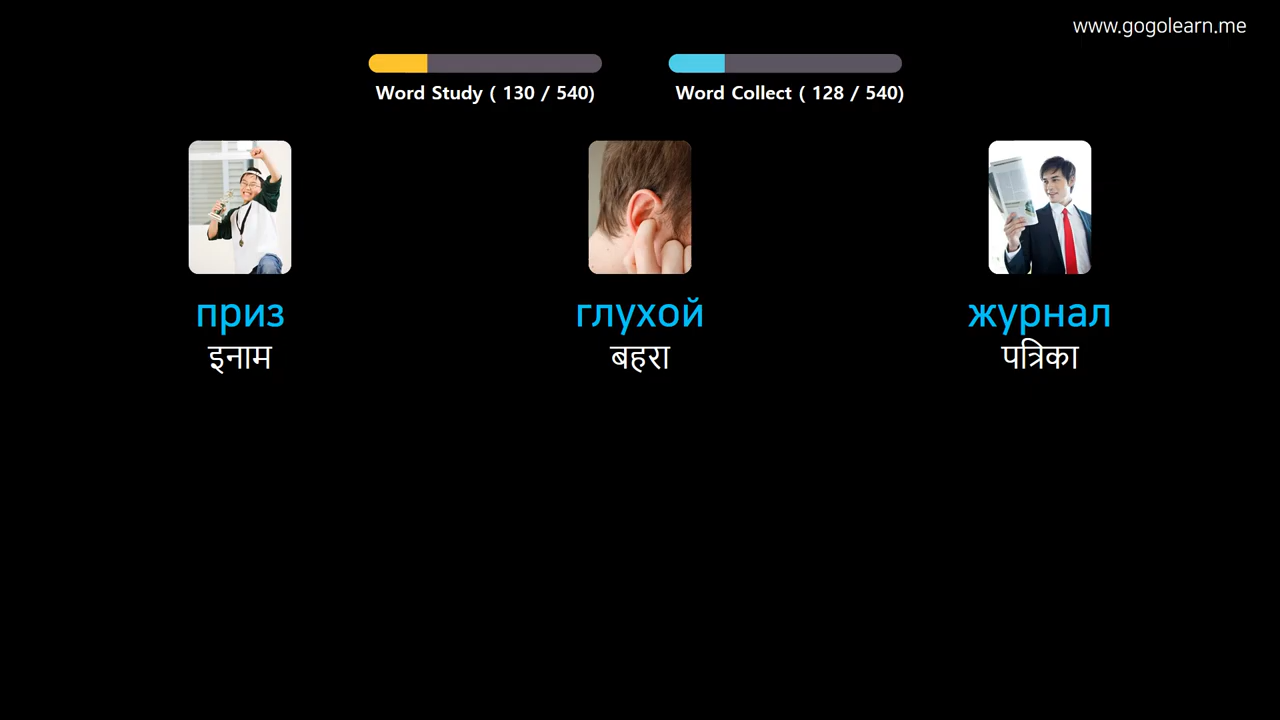 www.gogolearn.me
Word Study ( 130 / 540)
Word Collect ( 128 / 540)
приз
глухой
журнал
इनाम
बहरा
पत्रिका